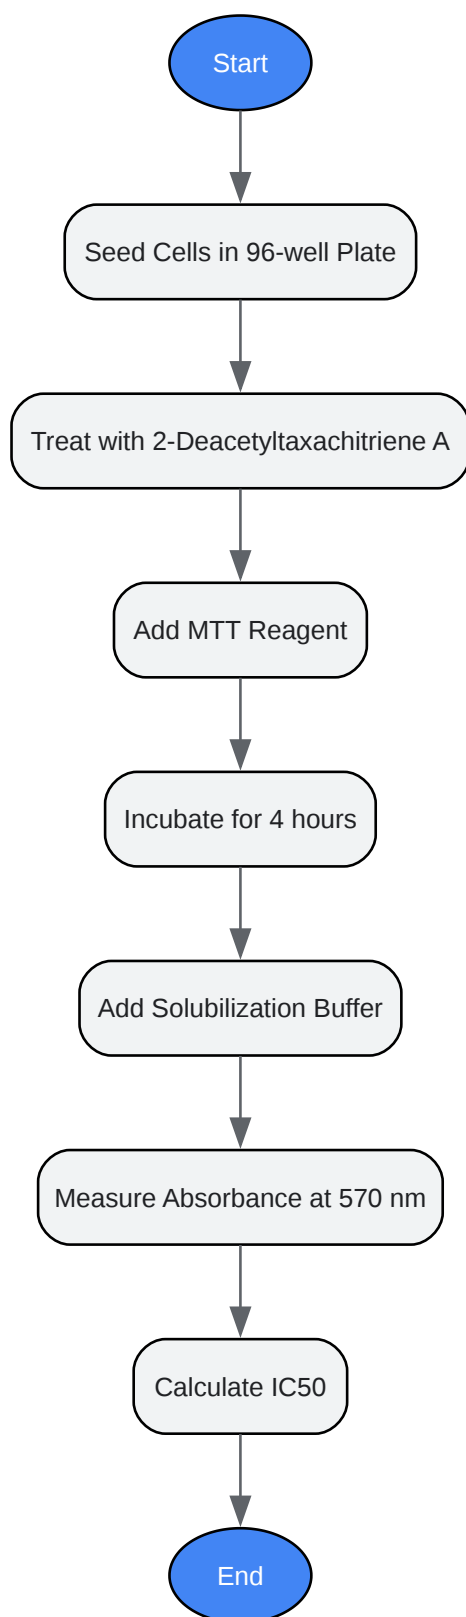 Start
Seed Cells in 96-well Plate
Treat with 2-Deacetyltaxachitriene A
Add MTT Reagent
Incubate for 4 hours
Add Solubilization Buffer
Measure Absorbance at 570 nm
Calculate IC50
End